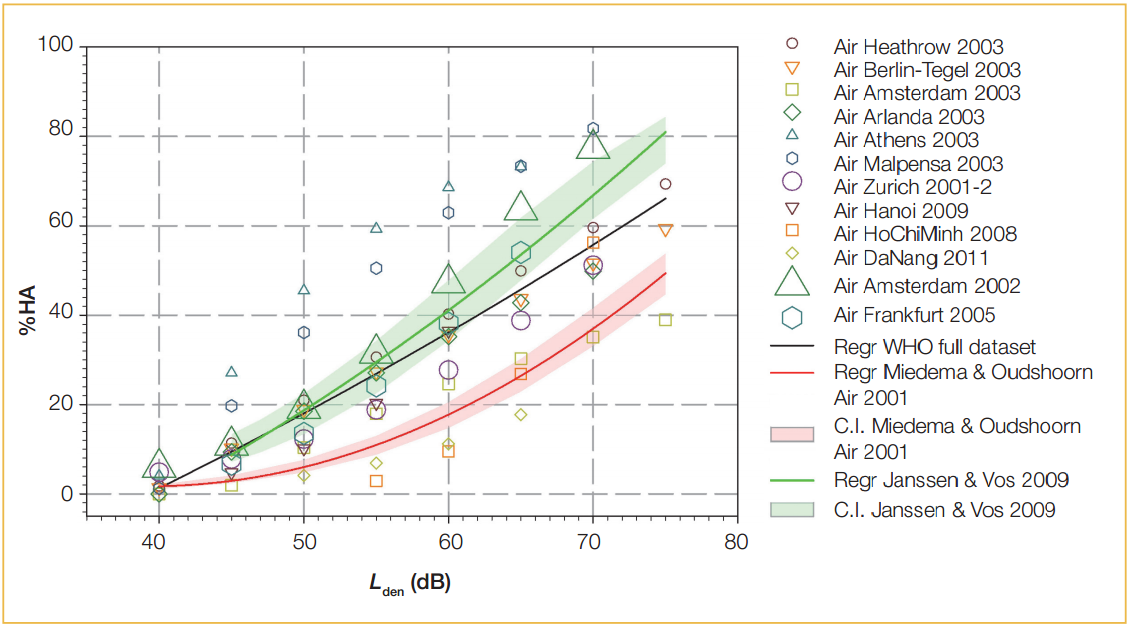 100
80
60
40
20
0
%HA
40 50 60 70 80
Lden (dB)
Air Heathrow 2003
Air Berlin-Tegel 2003
Air Amsterdam 2003
Air Arlanda 2003
Air Athens 2003
Air Malpensa 2003
Air Zurich 2001-2
Air Hanoi 2009
Air HoChiMinh 2008
Air DaNang 2011
Air Amsterdam 2002
Air Frankfurt 2005
Regr WHO full dataset
Regr Miedema & Oudshoorn
Air 2001
C.I. Miedema & Oudshoorn
Air 2001
Regr Janssen & Vos 2009
C.I. Janssen & Vos 2009